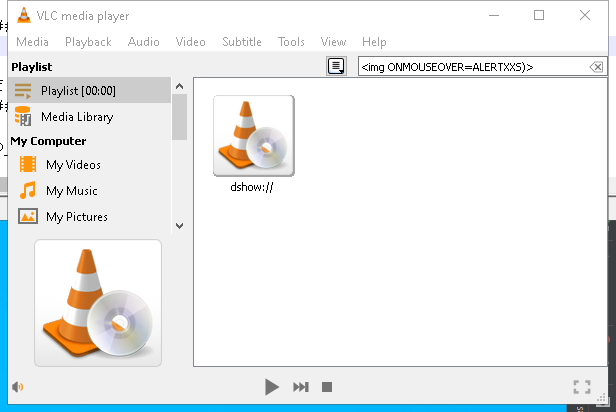 VLC media player
Media Playback Audio Video Subtitle Tools View Help
Playlist
<img ONMOUSEOVER=ALERTXXS)>
Playlist [00:00]
Media Library
My Computer
My Videos
My Music
My Pictures
dshow://